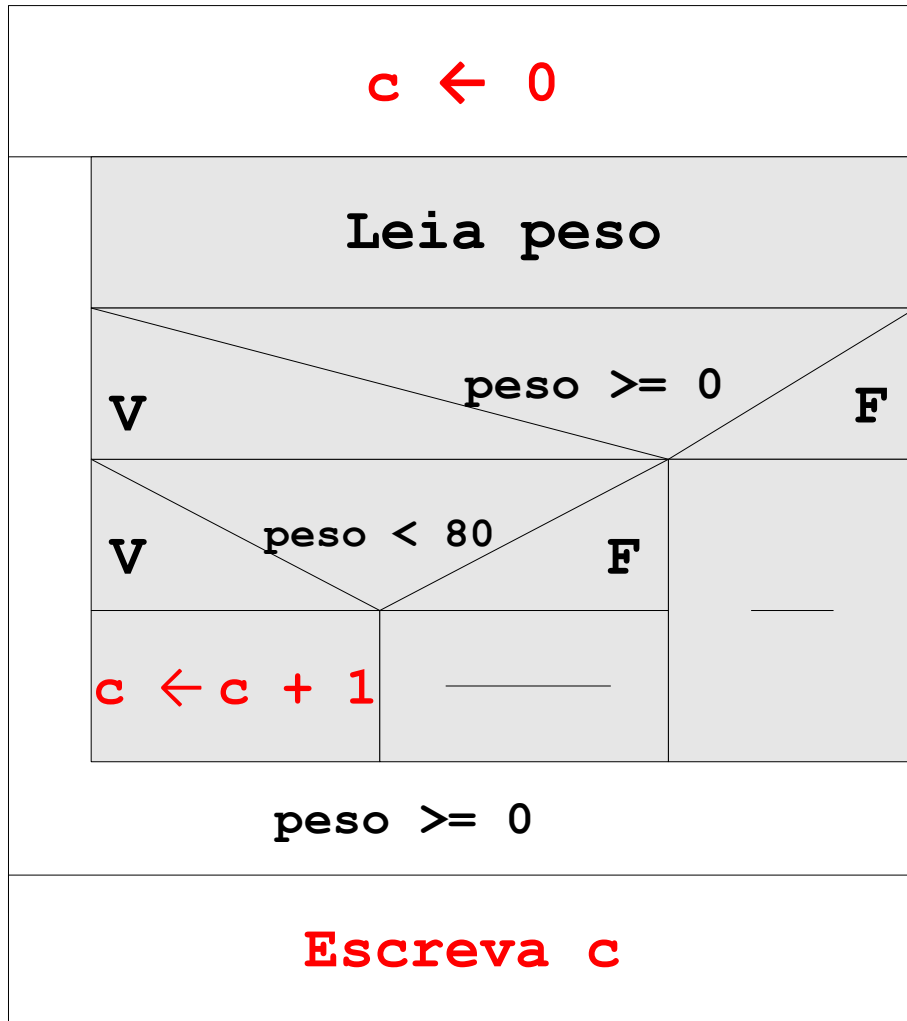 c ← 0
Leia peso
peso >= 0
V F
peso < 80
V F
c ← c + 1
peso >= 0
Escreva c